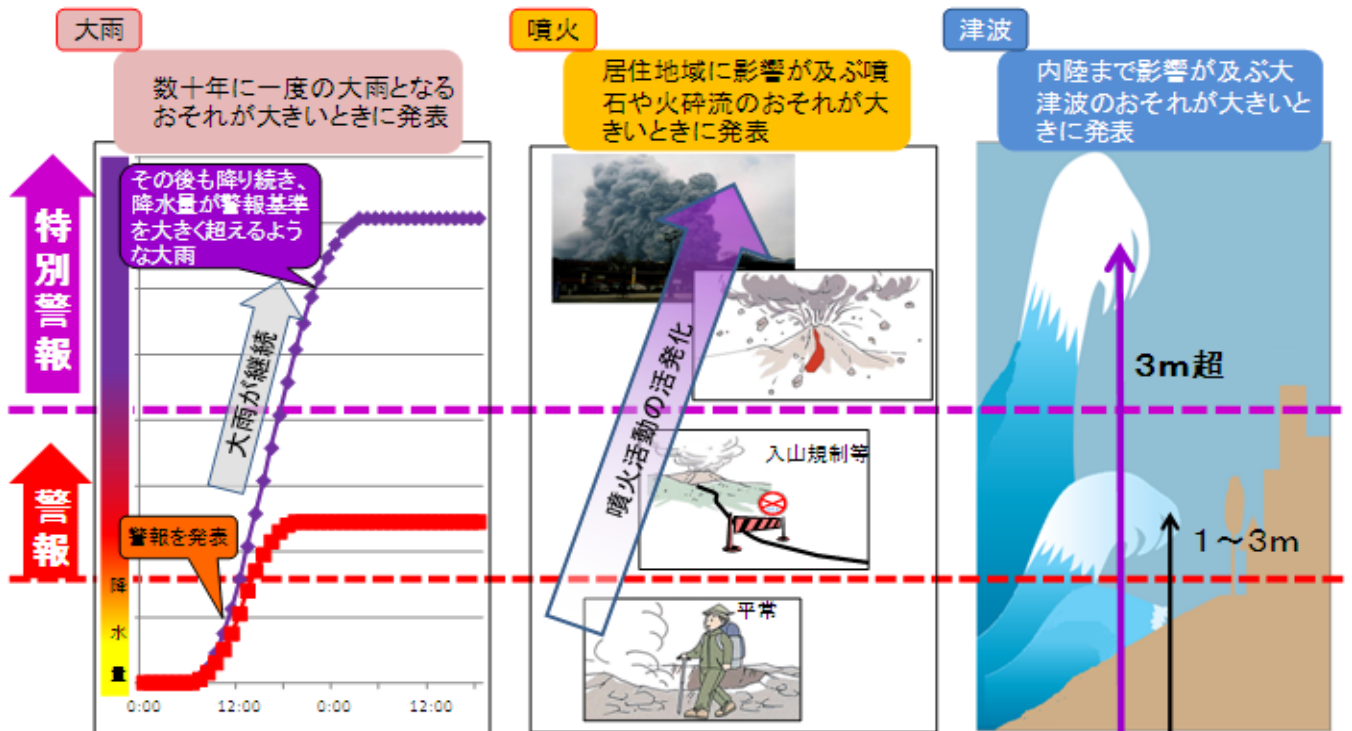 大雨
数十年に一度の大雨となる
おそれが大きいときに発表
噴火
居住地域に影響が及ぶ噴
石や火砕流のおそれが大
きいときに発表
津波
内陸まで影響が及ぶ大
津波のおそれが大きいと
きに発表
特別警報
警報
その後も降り続き、
降水量が警報基準
を大きく超えるよう
な大雨
大雨が継続
警報を発表
降水量
0:00
12:00
0:00
12:00
噴火活動の活発化
入山規制等
平常
3m超
1～3m